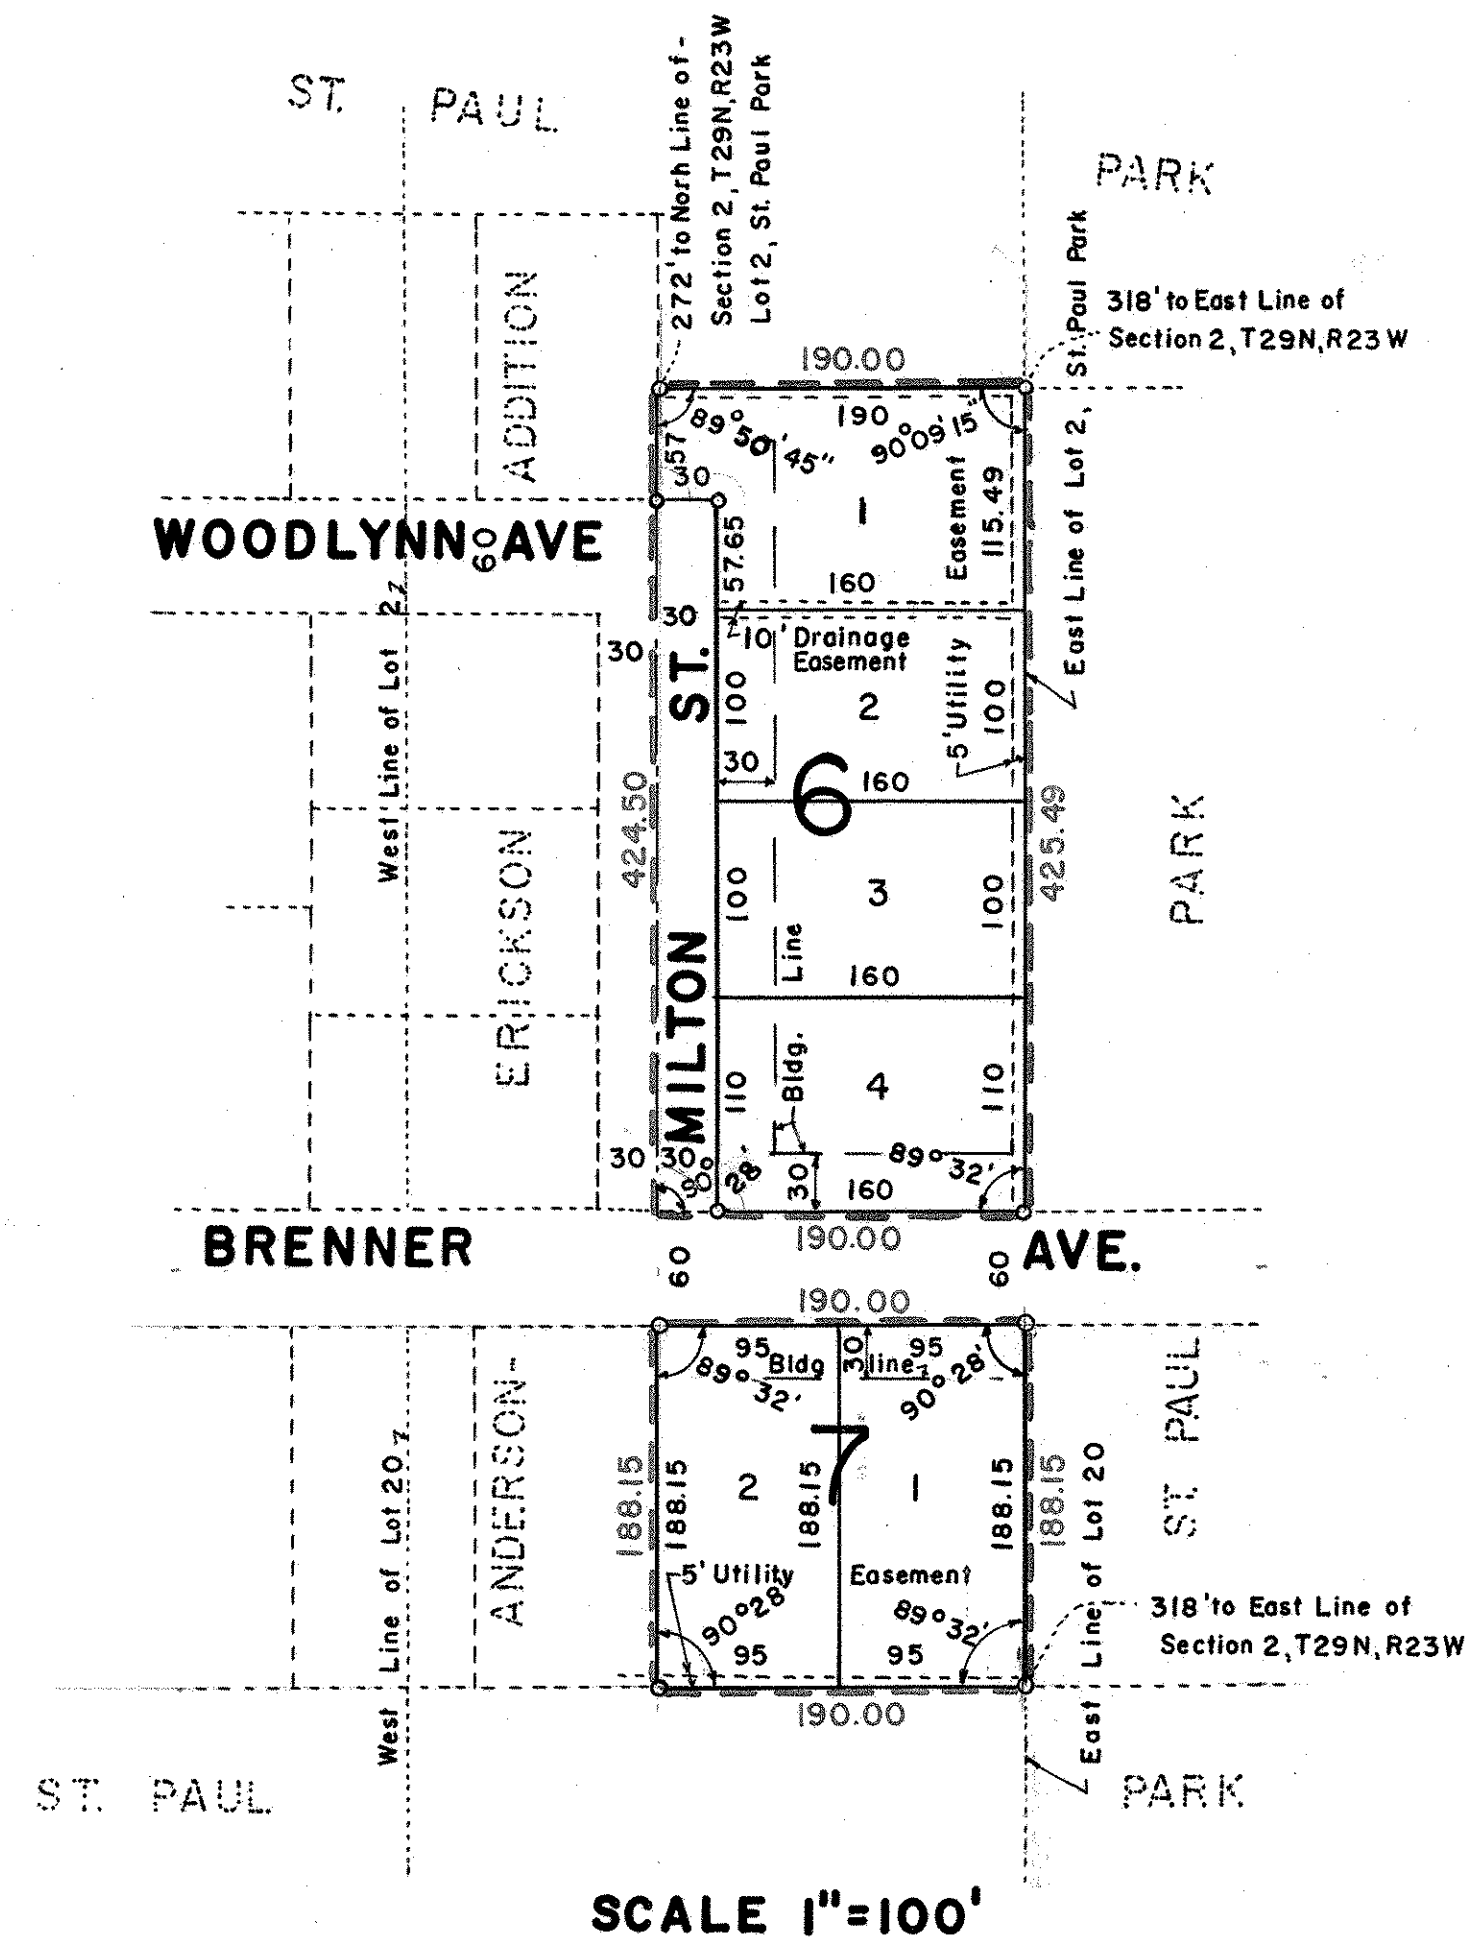 ST. PAUL
272' to Norh Line of -
Section 2, T29N, R23W
Lot 2, St. Paul Park
PARK
318' to East Line of
Section 2, T29N, R23W
East Line of Lot 2, St. Paul Park
ADDITION
190.00
190
89° 50' 45"
90°09' 15"
57
30
WOODLYNN AVE
60
1
57.65
Easement
115.49
160
30
30
10' Drainage
Easement
West Line of Lot 2
ST.
100
2
5' Utility
100
30
160
6
424.50
425.49
PARK
ERICKSON
MILTON
100
3
100
Line
160
Bldg.
110
4
110
30
30
90° 28'
30
89° 32'
160
BRENNER AVE.
190.00
60
60
190.00
95
95
Bldg line
30
89° 32'
90° 28'
ANDERSON-
ST. PAUL
7
188.15
188.15
2
188.15
1
188.15
188.15
West Line of Lot 20
East Line of Lot 20
5' Utility Easement
90° 28'
89° 32'
95
95
318' to East Line of
Section 2, T29N, R23W
190.00
ST. PAUL
PARK
SCALE 1"=100'